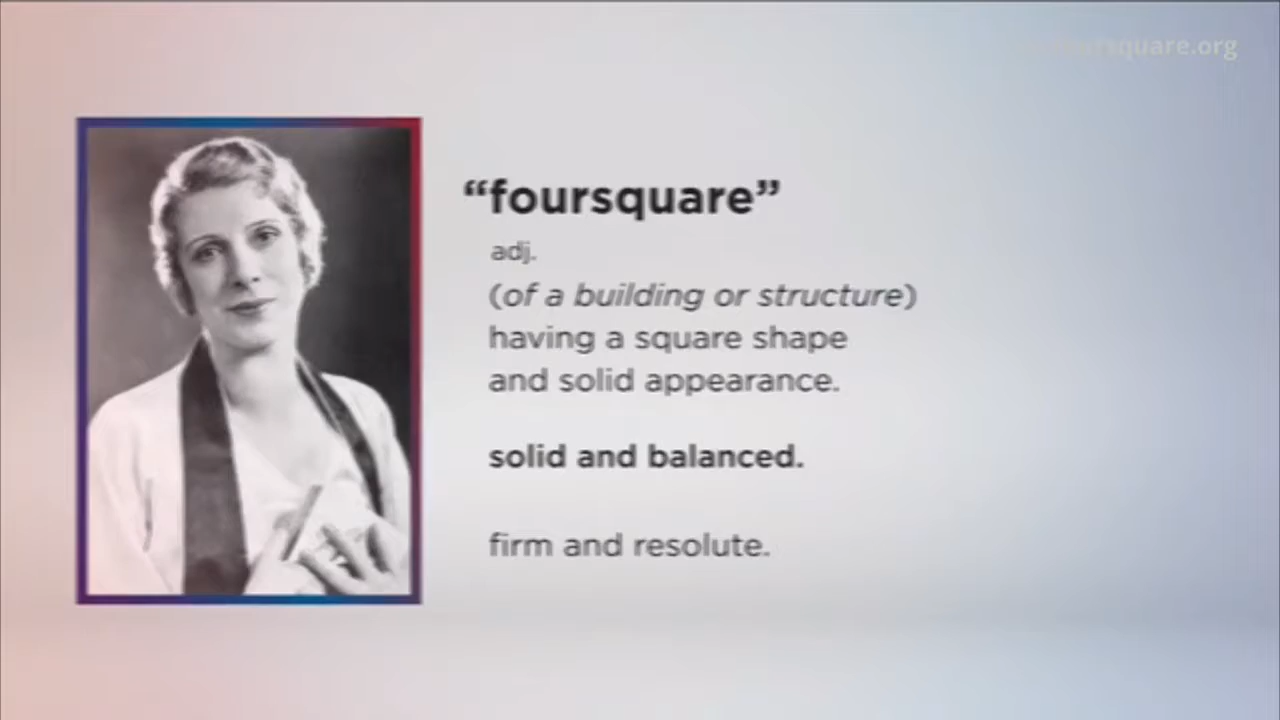 “foursquare”
adj.
(of a building or structure)
having a square shape
and solid appearance.
solid and balanced.
firm and resolute.